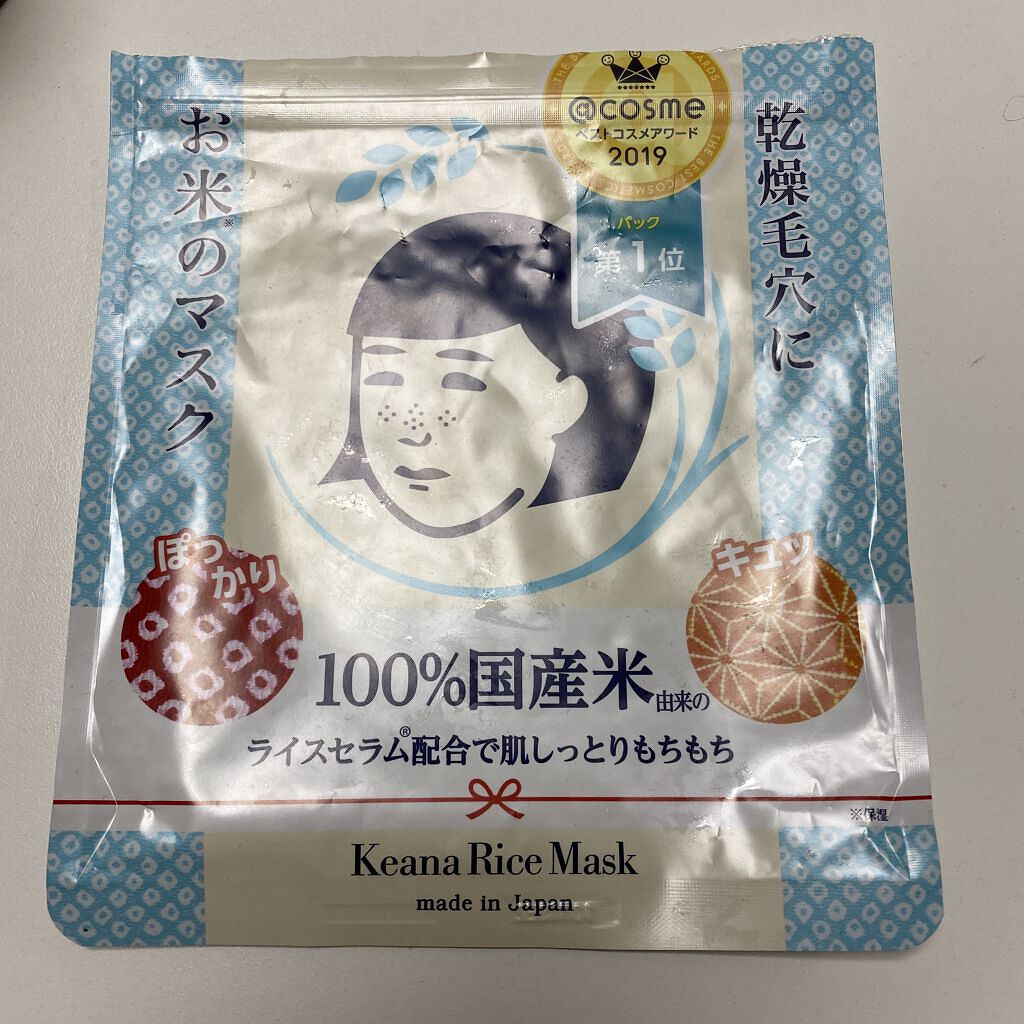 乾燥毛穴に
お米※のマスク
@cosme
ベストコスメアワード
2019
パック
第1位
ぽっかり
キュッ
100%国産米由来の
ライスセラム®配合で肌しっとりもちもち
※保湿
Keana Rice Mask
made in Japan